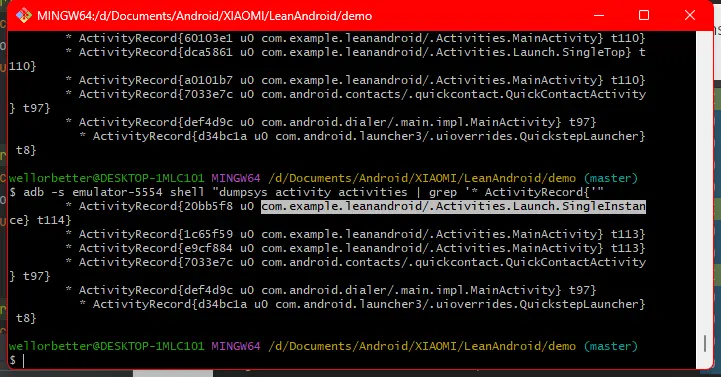 MINGW64:/d/Documents/Android/XIAOMI/LeanAndroid/demo
* ActivityRecord{60103e1 u0 com.example.leanandroid/.Activities.MainActivity} t110}
* ActivityRecord{dca5861 u0 com.example.leanandroid/.Activities.Launch.SingleTop} t
110}
* ActivityRecord{a0101b7 u0 com.example.leanandroid/.Activities.MainActivity} t110}
* ActivityRecord{7033e7c u0 com.android.contacts/.quickcontact.QuickContactActivity
} t97}
* ActivityRecord{def4d9c u0 com.android.dialer/.main.impl.MainActivity} t97}
* ActivityRecord{d34bc1a u0 com.android.launcher3/.uioverrides.QuickstepLauncher}
t8}
wellorbetter@DESKTOP-1MLC1O1 MINGW64 /d/Documents/Android/XIAOMI/LeanAndroid/demo (master)
$ adb -s emulator-5554 shell "dumpsys activity activities | grep '* ActivityRecord{'"
* ActivityRecord{20bb5f8 u0 com.example.leanandroid/.Activities.Launch.SingleInstan
ce} t114}
* ActivityRecord{1c65f59 u0 com.example.leanandroid/.Activities.MainActivity} t113}
* ActivityRecord{e9cf884 u0 com.example.leanandroid/.Activities.MainActivity} t113}
* ActivityRecord{7033e7c u0 com.android.contacts/.quickcontact.QuickContactActivity
} t97}
* ActivityRecord{def4d9c u0 com.android.dialer/.main.impl.MainActivity} t97}
* ActivityRecord{d34bc1a u0 com.android.launcher3/.uioverrides.QuickstepLauncher}
t8}
wellorbetter@DESKTOP-1MLC1O1 MINGW64 /d/Documents/Android/XIAOMI/LeanAndroid/demo (master)
$